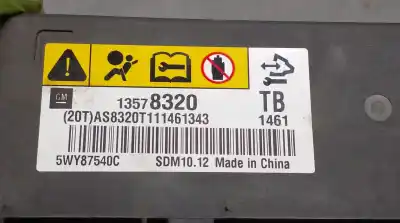 GM
13578320 TB
(20T)AS8320T111461343 1461
5WY87540C SDM10.12 Made in China